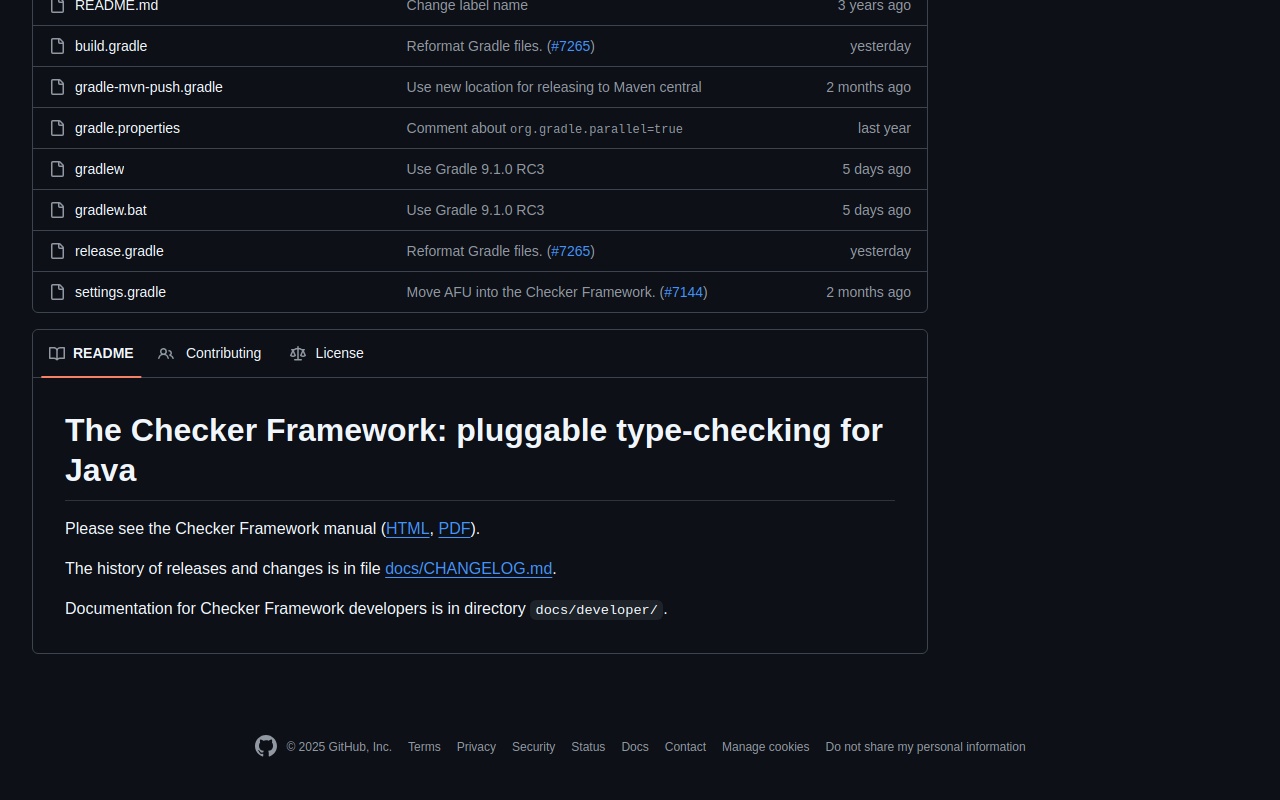 README.md Change label name 3 years ago
build.gradle Reformat Gradle files. (#7265) yesterday
gradle-mvn-push.gradle Use new location for releasing to Maven central 2 months ago
gradle.properties Comment about org.gradle.parallel=true last year
gradlew Use Gradle 9.1.0 RC3 5 days ago
gradlew.bat Use Gradle 9.1.0 RC3 5 days ago
release.gradle Reformat Gradle files. (#7265) yesterday
settings.gradle Move AFU into the Checker Framework. (#7144) 2 months ago
README Contributing License
The Checker Framework: pluggable type-checking for
Java
Please see the Checker Framework manual (HTML, PDF).
The history of releases and changes is in file docs/CHANGELOG.md.
Documentation for Checker Framework developers is in directory docs/developer/.
© 2025 GitHub, Inc. Terms Privacy Security Status Docs Contact Manage cookies Do not share my personal information